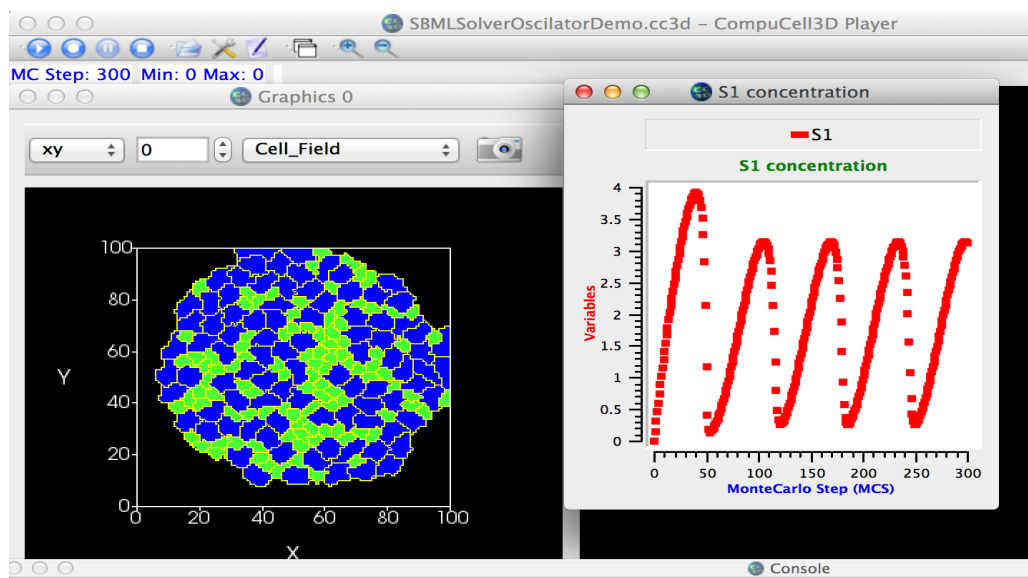 SBMLSolverOscilatorDemo.cc3d – CompuCell3D Player
MC Step: 300 Min: 0 Max: 0
Graphics 0
xy 0 Cell_Field
100
80
60
40
20
0
Y
0 20 40 60 80 100
X
S1 concentration
S1
S1 concentration
4
3.5
3
2.5
2
1.5
1
0.5
0
Variables
0 50 100 150 200 250 300
MonteCarlo Step (MCS)
Console